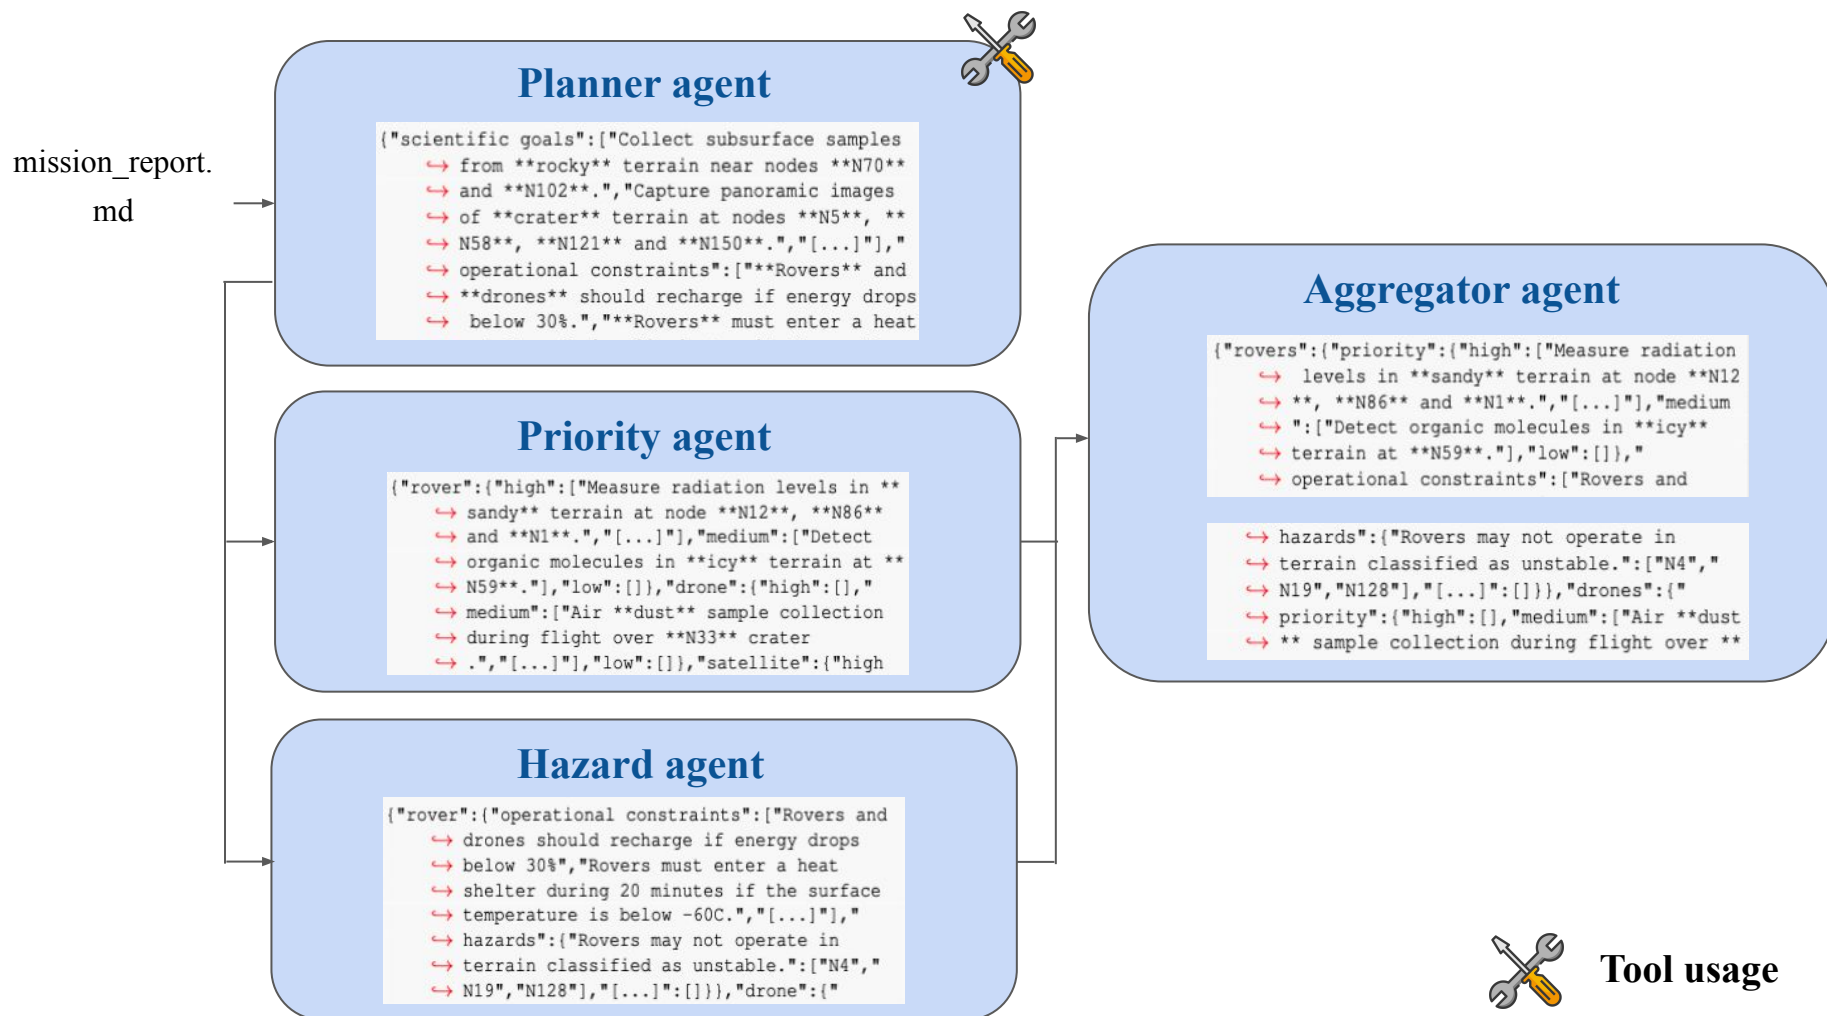 mission_report.
md
Planner agent
{"scientific goals":["Collect subsurface samples
↪ from **rocky** terrain near nodes **N70**
↪ and **N102**.","Capture panoramic images
↪ of **crater** terrain at nodes **N5**, **
↪ N58**, **N121** and **N150**.","[...]"],"
↪ operational constraints":["**Rovers** and
↪ **drones** should recharge if energy drops
↪ below 30%.","**Rovers** must enter a heat
Priority agent
{"rover":{"high":["Measure radiation levels in **
↪ sandy** terrain at node **N12**, **N86**
↪ and **N1**.","[...]"],"medium":["Detect
↪ organic molecules in **icy** terrain at **
↪ N59**."],"low":[]},"drone":{"high":[],"
↪ medium":["Air **dust** sample collection
↪ during flight over **N33** crater
↪ .","[...]"],"low":[]},"satellite":{"high
Hazard agent
{"rover":{"operational constraints":["Rovers and
↪ drones should recharge if energy drops
↪ below 30%","Rovers must enter a heat
↪ shelter during 20 minutes if the surface
↪ temperature is below -60C.","[...]"],"
↪ hazards":{"Rovers may not operate in
↪ terrain classified as unstable.":["N4","
↪ N19","N128"],"[...]":[]}},"drone":{"
Aggregator agent
{"rovers":{"priority":{"high":["Measure radiation
↪ levels in **sandy** terrain at node **N12
↪ **, **N86** and **N1**.","[...]"],"medium
↪ ":["Detect organic molecules in **icy**
↪ terrain at **N59**."],"low":[]},"
↪ operational constraints":["Rovers and
↪ hazards":{"Rovers may not operate in
↪ terrain classified as unstable.":["N4","
↪ N19","N128"],"[...]":[]}},"drones":{"
↪ priority":{"high":[],"medium":["Air **dust
↪ ** sample collection during flight over **
Tool usage